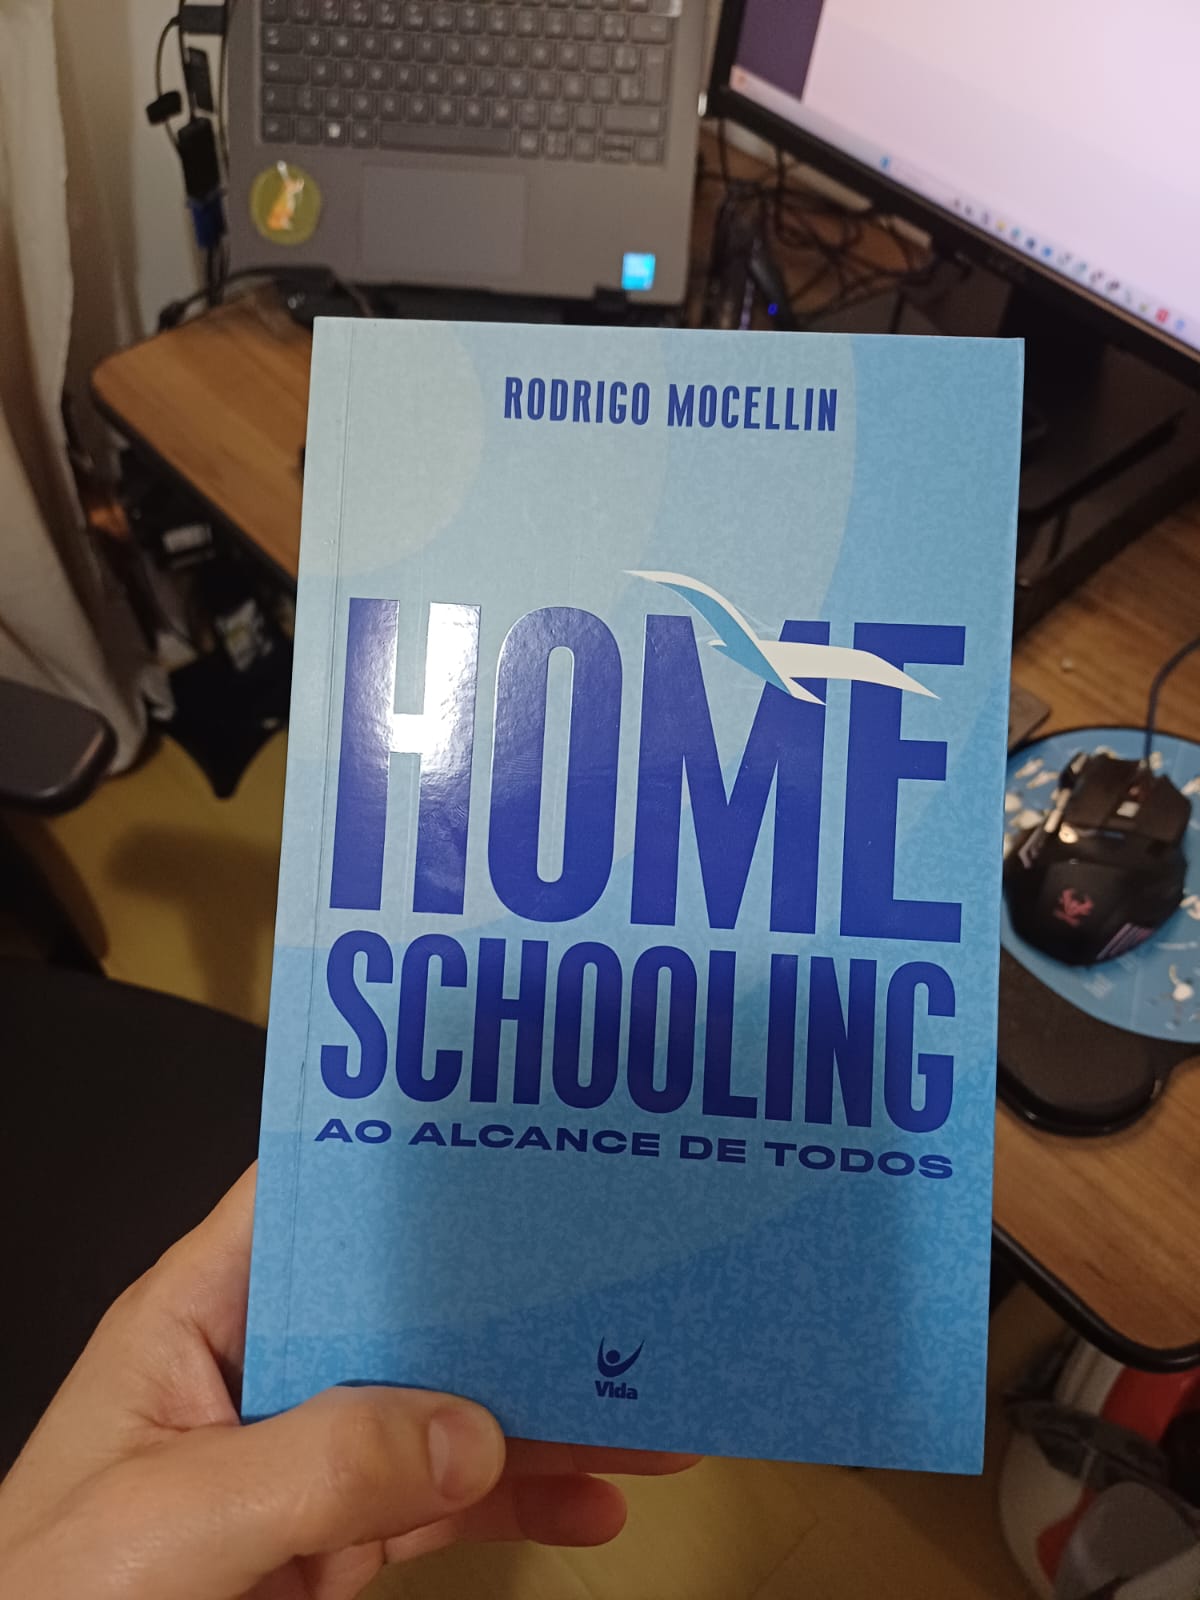 RODRIGO MOCELLIN
HOME
SCHOOLING
AO ALCANCE DE TODOS
Vida